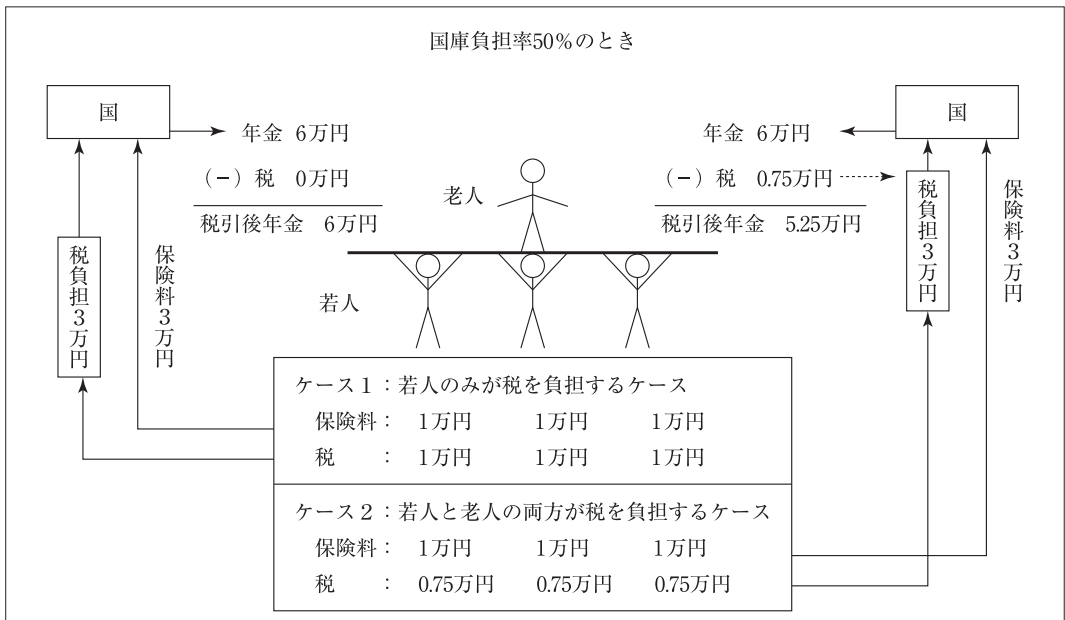 国庫負担率50%のとき
国
年金 6万円
(－) 税 0万円
税引後年金 6万円
税負担3万円
保険料3万円
老人
若人
国
年金 6万円
(－) 税 0.75万円
税引後年金 5.25万円
税負担3万円
保険料3万円
ケース1：若人のみが税を負担するケース
保険料： 1万円 1万円 1万円
税 ： 1万円 1万円 1万円
ケース2：若人と老人の両方が税を負担するケース
保険料： 1万円 1万円 1万円
税 ： 0.75万円 0.75万円 0.75万円